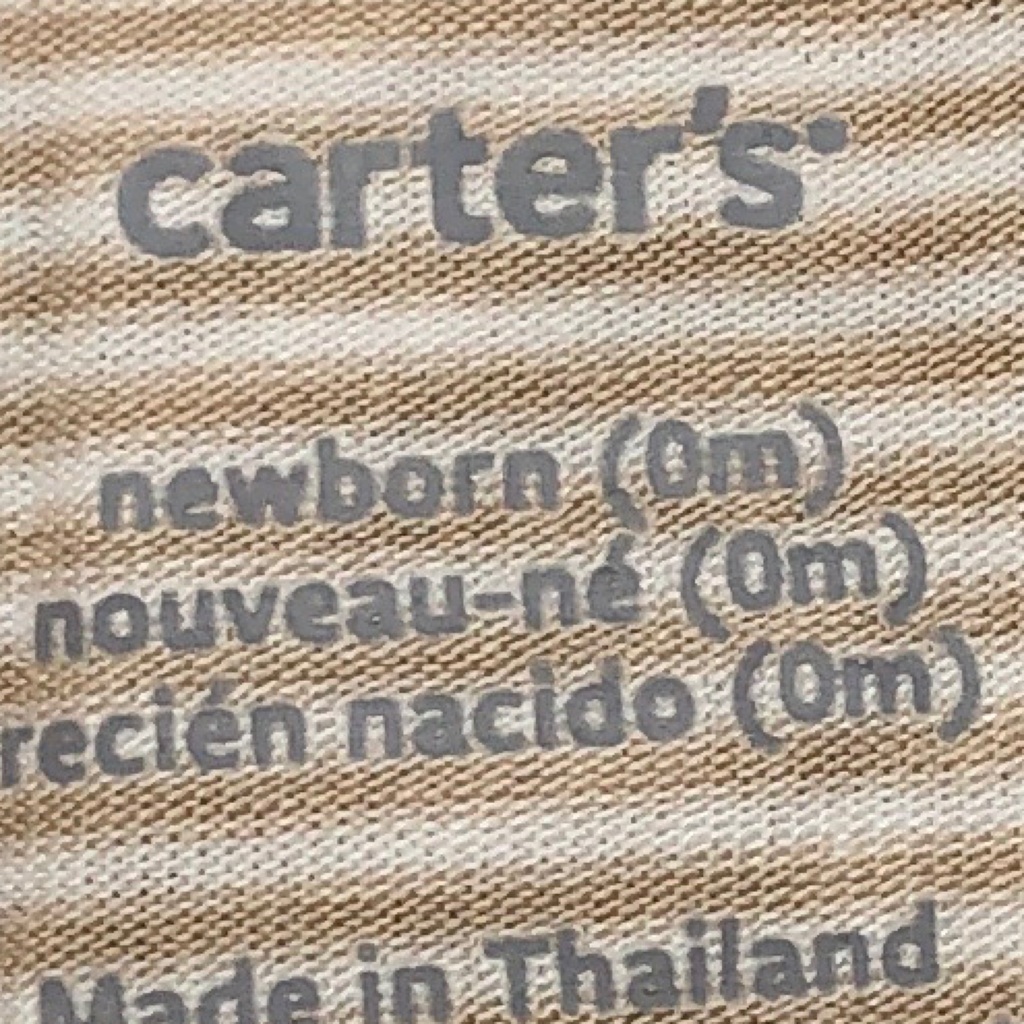 carter's
newborn (0m)
nouveau-né (0m)
recién nacido (0m)
Made in Thailand